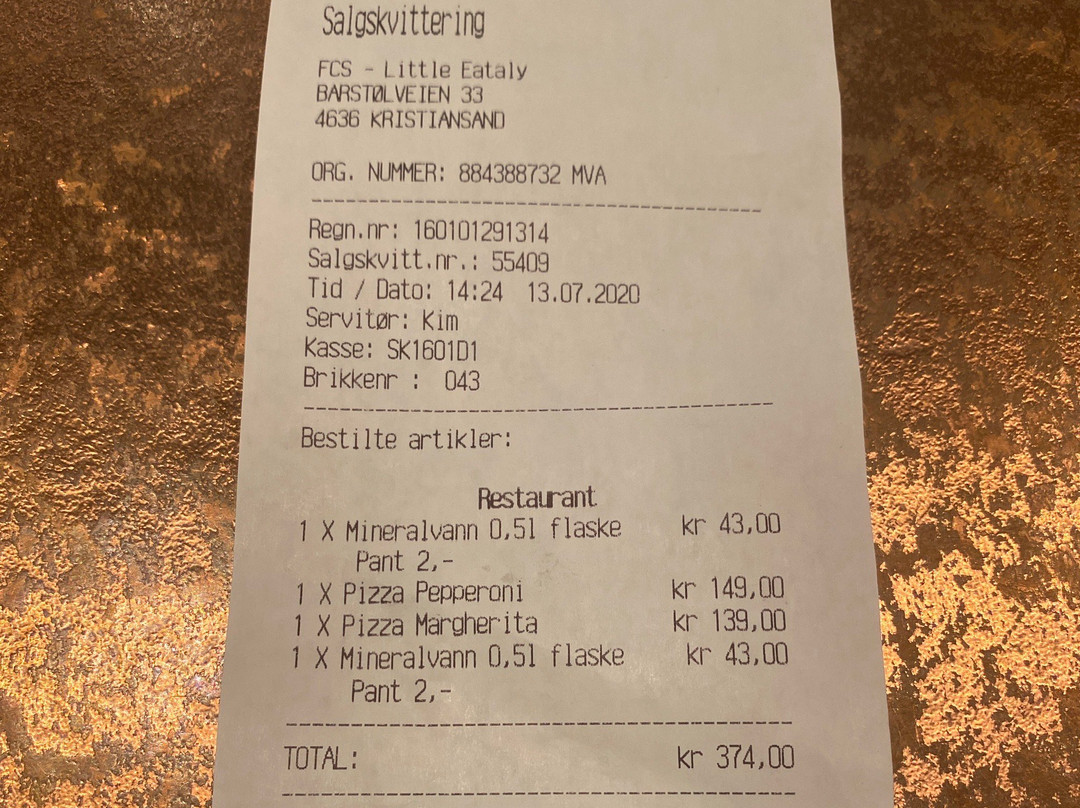 Salgskvittering
FCS - Little Eataly
BARSTØLVEIEN 33
4636 KRISTIANSAND
ORG. NUMMER: 884388732 MVA
Regn.nr: 160101291314
Salgskvitt.nr.: 55409
Tid / Dato: 14:24 13.07.2020
Servitør: Kim
Kasse: SK1601D1
Brikkenr : 043
Bestilte artikler:
Restaurant
1 X Mineralvann 0,5l flaske kr 43,00
Pant 2,-
1 X Pizza Pepperoni kr 149,00
1 X Pizza Margherita kr 139,00
1 X Mineralvann 0,5l flaske kr 43,00
Pant 2,-
TOTAL: kr 374,00